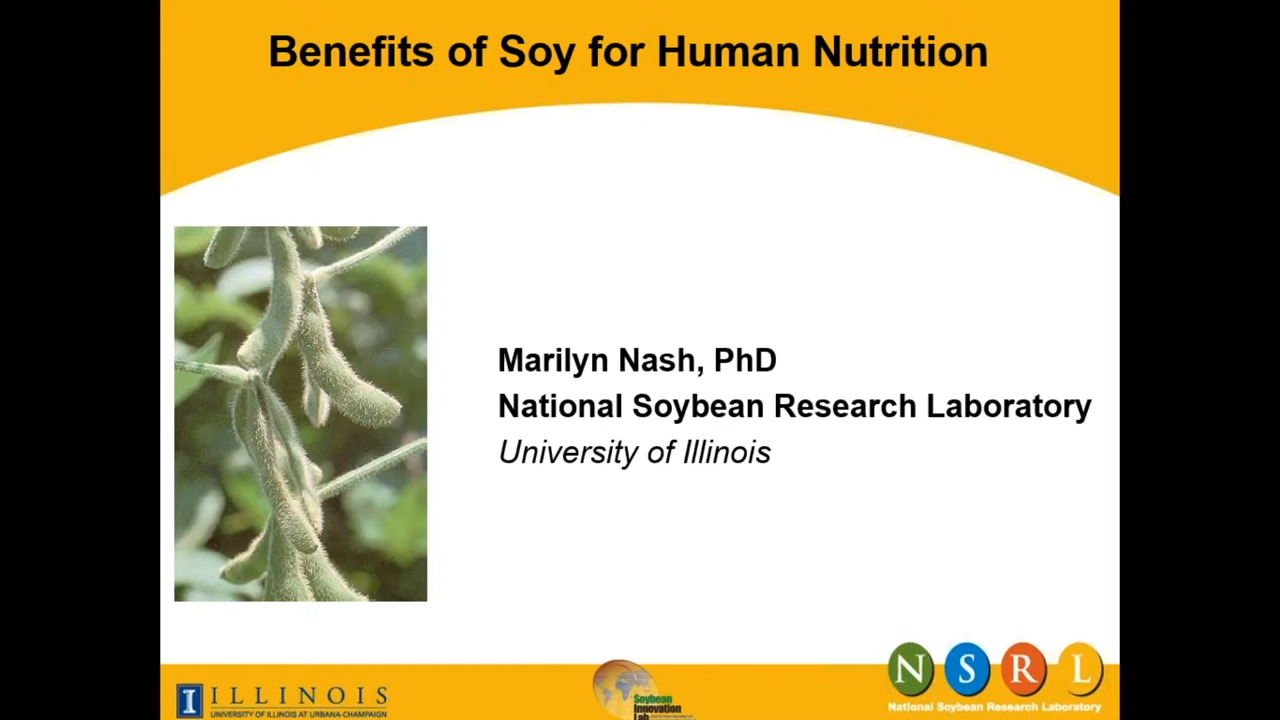 Benefits of Soy for Human Nutrition
Marilyn Nash, PhD
National Soybean Research Laboratory
University of Illinois
I ILLINOIS
UNIVERSITY OF ILLINOIS AT URBANA-CHAMPAIGN
Soybean
Innovation
Lab
N S R L
National Soybean Research Laboratory